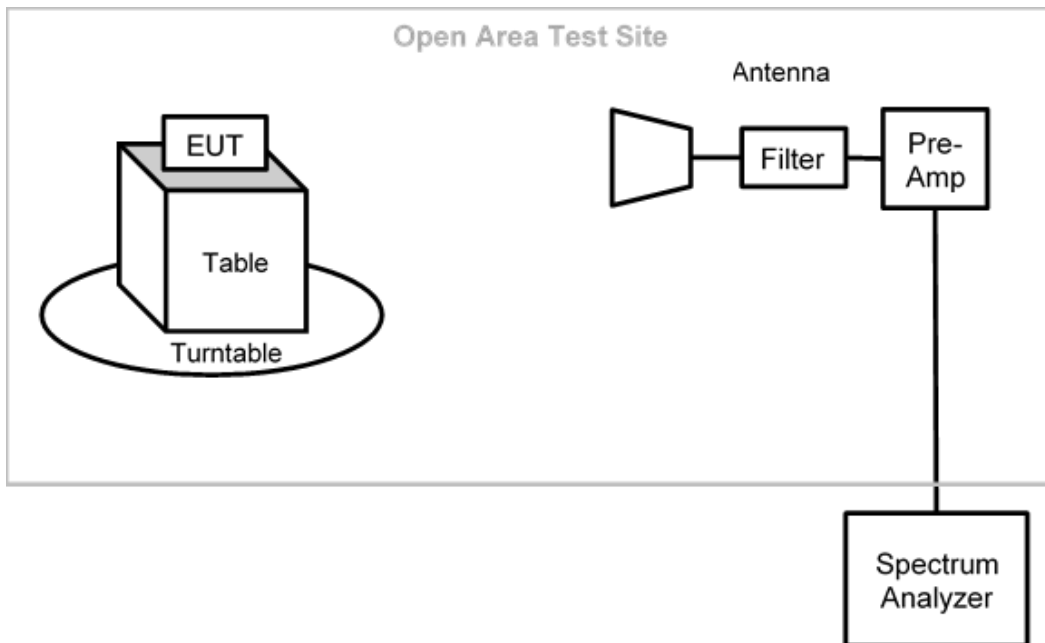 Open Area Test Site
Antenna
EUT
Filter
Pre-
Amp
Table
Turntable
Spectrum
Analyzer